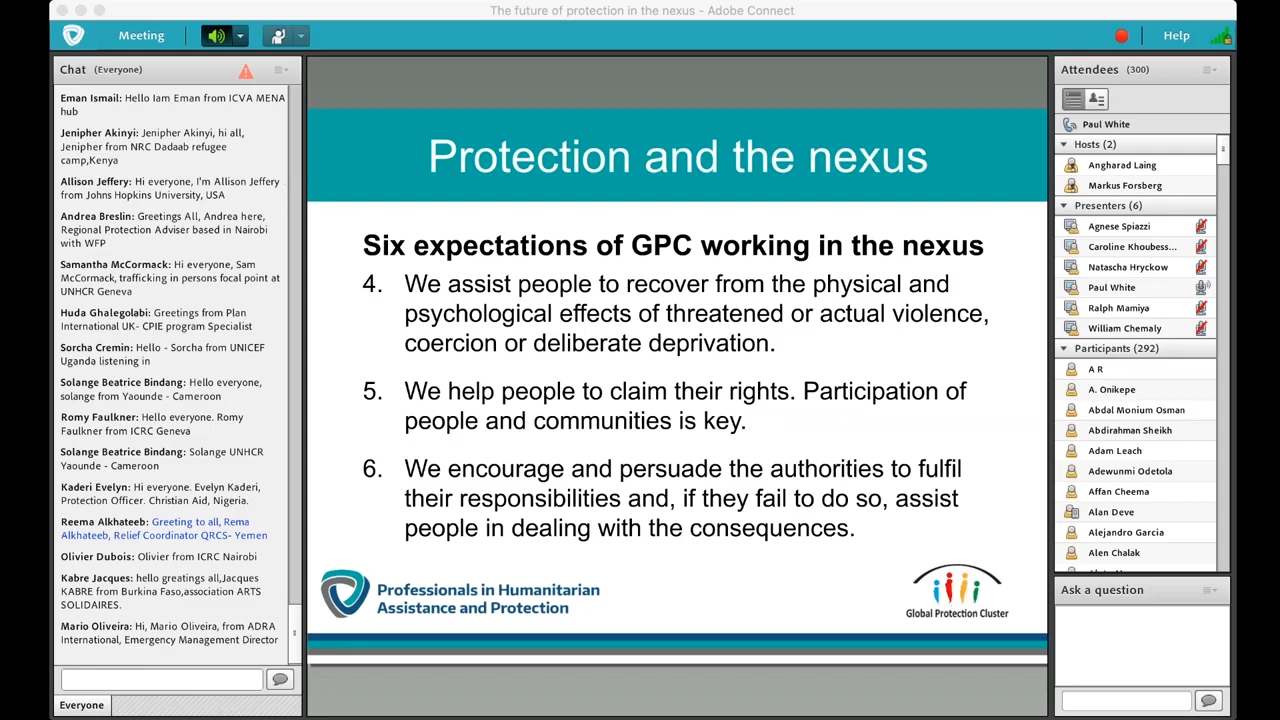 The future of protection in the nexus - Adobe Connect
Meeting
Help
Chat (Everyone)
Eman Ismail: Hello Iam Eman from ICVA MENA
hub
Jenipher Akinyi: Jenipher Akinyi, hi all,
Jenipher from NRC Dadaab refugee
camp,Kenya
Allison Jeffery: Hi everyone, I'm Allison Jeffery
from Johns Hopkins University, USA
Andrea Breslin: Greetings All, Andrea here,
Regional Protection Adviser based in Nairobi
with WFP
Samantha McCormack: Hi everyone, Sam
McCormack, trafficking in persons focal point at
UNHCR Geneva
Huda Ghalegolabi: Greetings from Plan
International UK- CPIE program Specialist
Sorcha Cremin: Hello - Sorcha from UNICEF
Uganda listening in
Solange Beatrice Bindang: Hello everyone,
solange from Yaounde - Cameroon
Romy Faulkner: Hello everyone. Romy
Faulkner from ICRC Geneva
Solange Beatrice Bindang: Solange UNHCR
Yaounde - Cameroon
Kaderi Evelyn: Hi everyone. Evelyn Kaderi,
Protection Officer. Christian Aid, Nigeria.
Reema Alkhateeb: Greeting to all, Rema
Alkhateeb, Relief Coordinator QRCS- Yemen
Olivier Dubois: Olivier from ICRC Nairobi
Kabre Jacques: hello greatings all,Jacques
KABRE from Burkina Faso,association ARTS
SOLIDAIRES.
Mario Oliveira: Hi, Mario Oliveira, from ADRA
International, Emergency Management Director
Everyone
Protection and the nexus
Six expectations of GPC working in the nexus
4. We assist people to recover from the physical and
psychological effects of threatened or actual violence,
coercion or deliberate deprivation.
5. We help people to claim their rights. Participation of
people and communities is key.
6. We encourage and persuade the authorities to fulfil
their responsibilities and, if they fail to do so, assist
people in dealing with the consequences.
Professionals in Humanitarian
Assistance and Protection
Global Protection Cluster
Attendees (300)
Paul White
Hosts (2)
Angharad Laing
Markus Forsberg
Presenters (6)
Agnese Spiazzi
Caroline Khoubess...
Natascha Hryckow
Paul White
Ralph Mamiya
William Chemaly
Participants (292)
A R
A. Onikepe
Abdal Monium Osman
Abdirahman Sheikh
Adam Leach
Adewunmi Odetola
Affan Cheema
Alan Deve
Alejandro Garcia
Alen Chalak
Ask a question